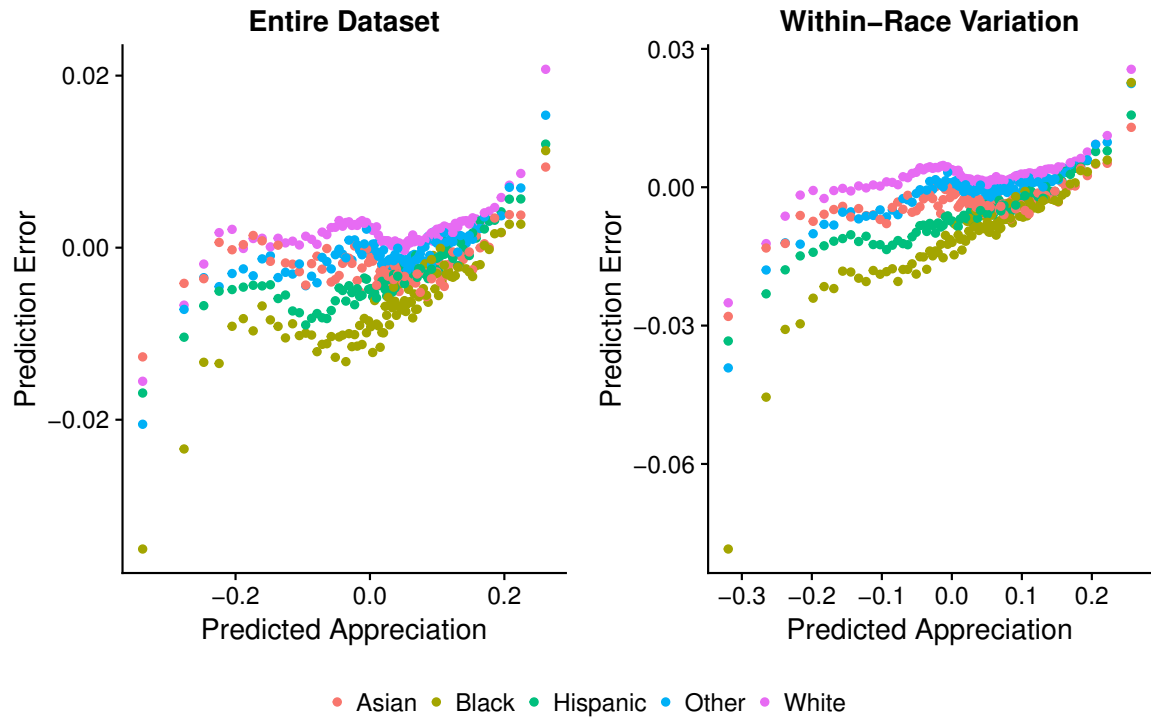 Entire Dataset
Within−Race Variation
Prediction Error
0.02
0.00
−0.02
−0.2
0.0
0.2
Predicted Appreciation
Prediction Error
0.03
0.00
−0.03
−0.06
−0.3
−0.2
−0.1
0.0
0.1
0.2
Predicted Appreciation
Asian Black Hispanic Other White